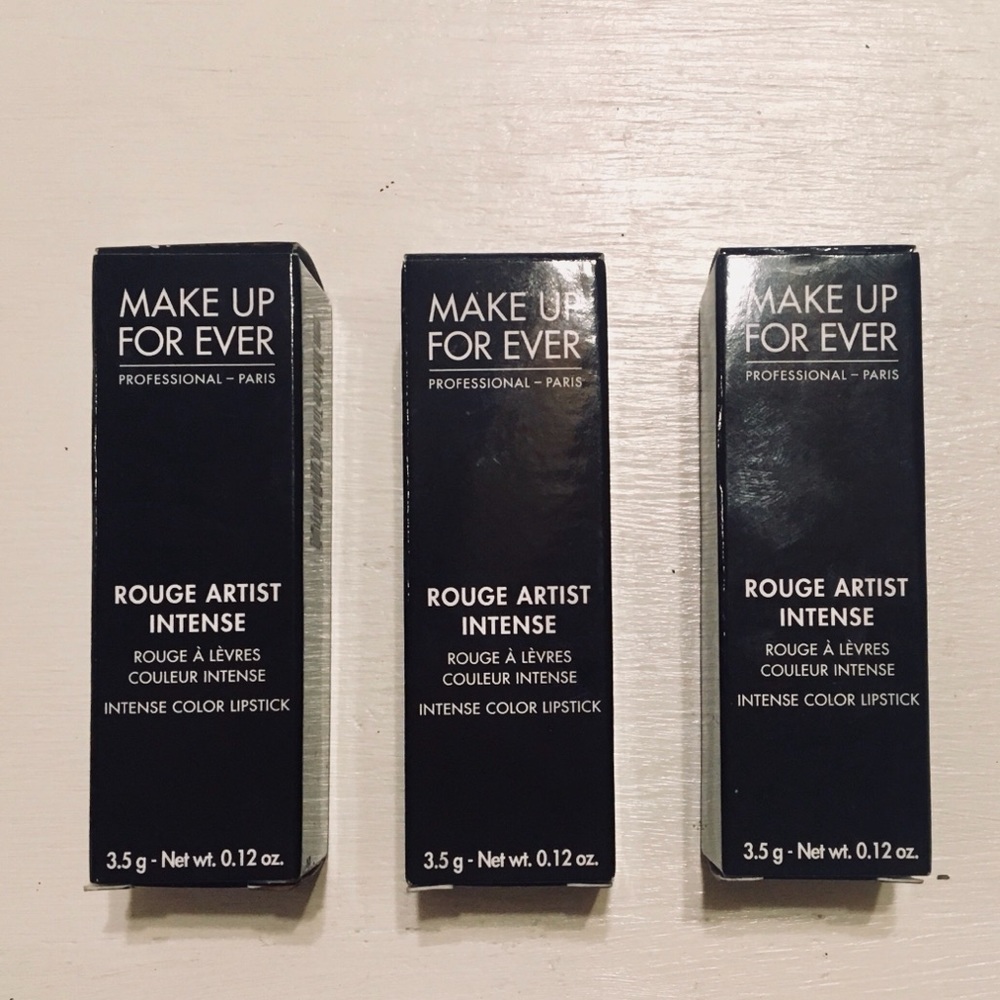 MAKE UP
FOR EVER
PROFESSIONAL – PARIS
ROUGE ARTIST
INTENSE
ROUGE À LÈVRES
COULEUR INTENSE
INTENSE COLOR LIPSTICK
3.5 g - Net wt. 0.12 oz.
MAKE UP
FOR EVER
PROFESSIONAL – PARIS
ROUGE ARTIST
INTENSE
ROUGE À LÈVRES
COULEUR INTENSE
INTENSE COLOR LIPSTICK
3.5 g - Net wt. 0.12 oz.
MAKE UP
FOR EVER
PROFESSIONAL – PARIS
ROUGE ARTIST
INTENSE
ROUGE À LÈVRES
COULEUR INTENSE
INTENSE COLOR LIPSTICK
3.5 g - Net wt. 0.12 oz.